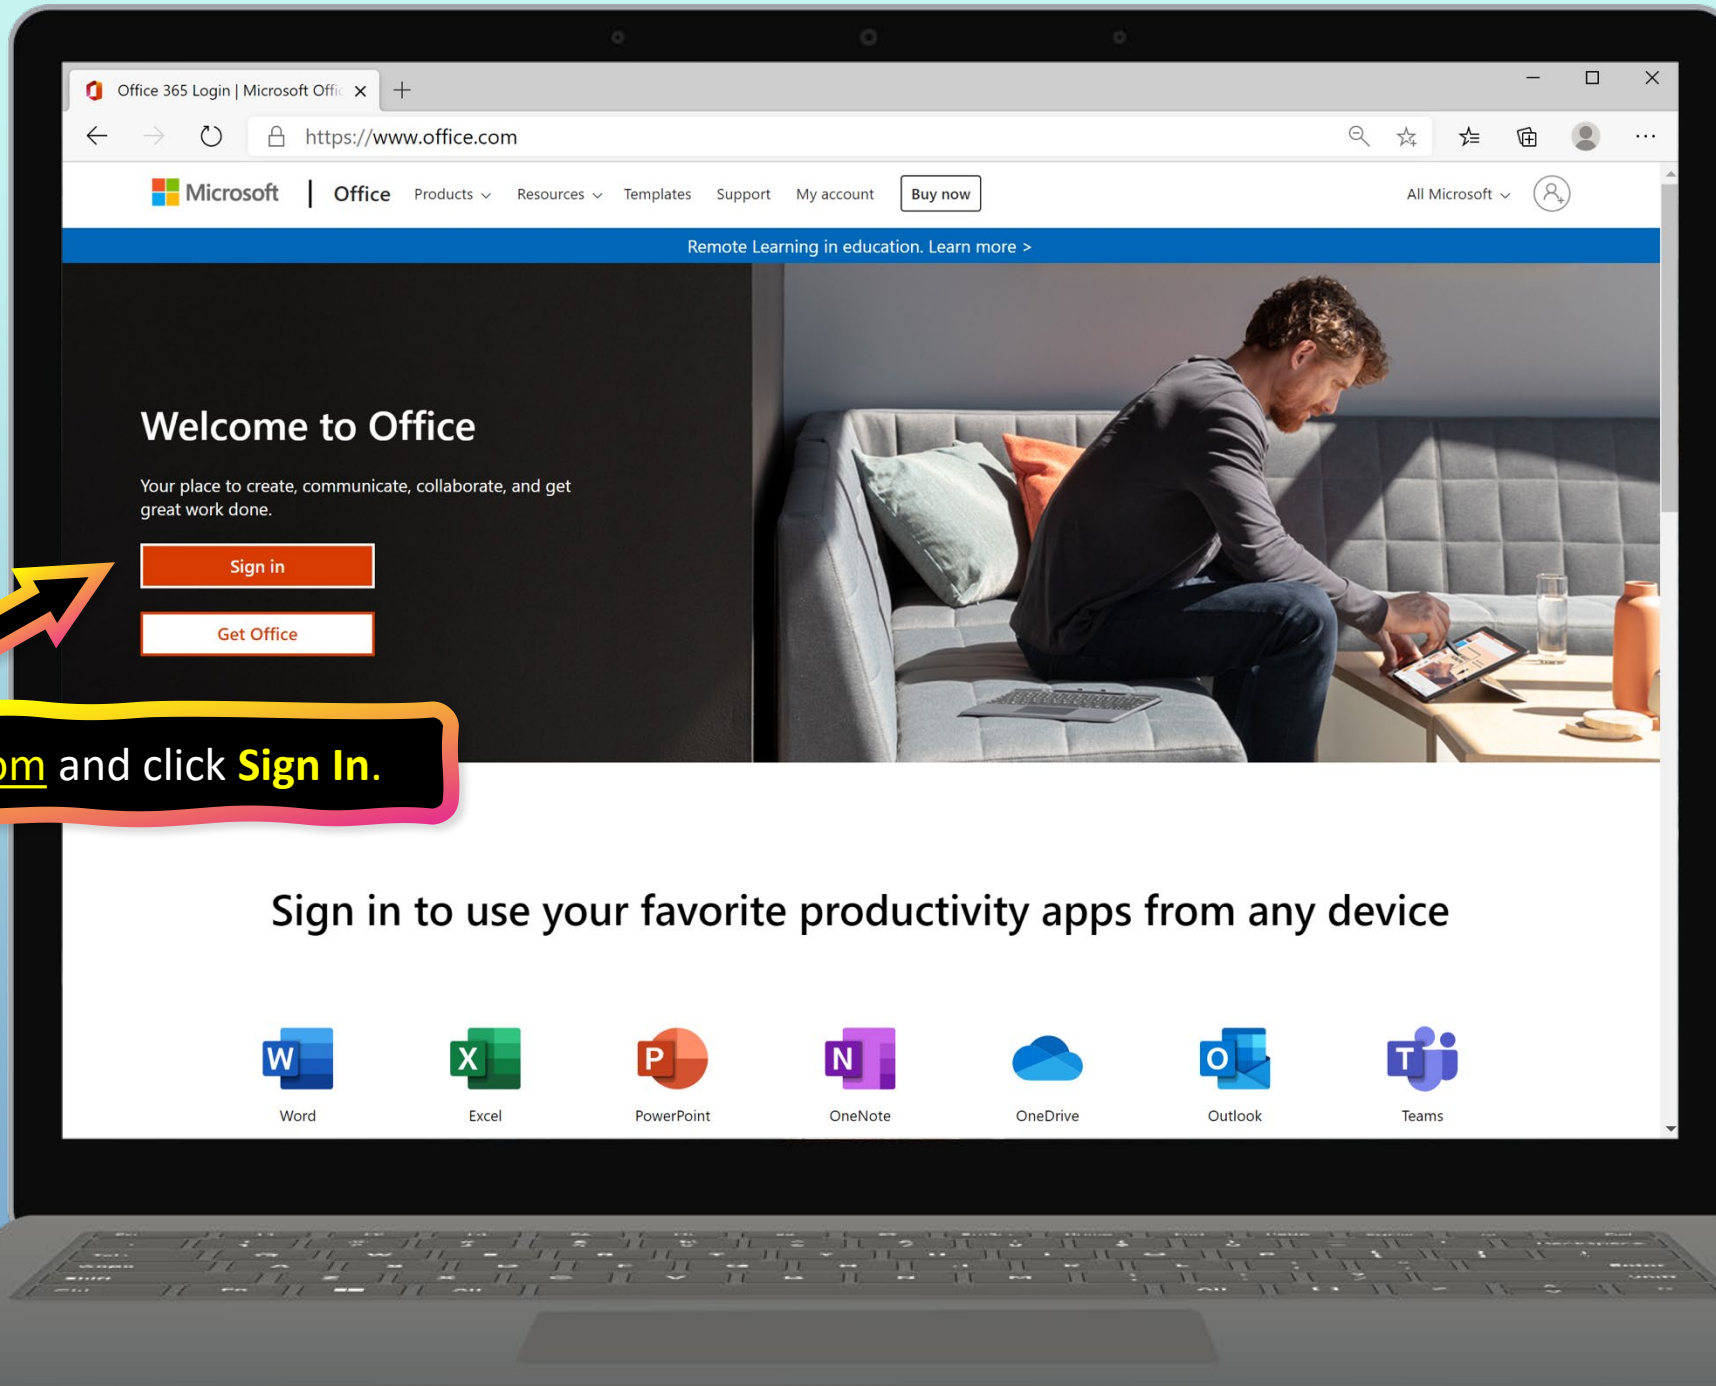 Office 365 Login | Microsoft Offic
https://www.office.com
Microsoft | Office Products Resources Templates Support My account Buy now All Microsoft
Remote Learning in education. Learn more >
Welcome to Office
Your place to create, communicate, collaborate, and get
great work done.
Sign in
Get Office
om and click Sign In.
Sign in to use your favorite productivity apps from any device
W X P N O T
Word Excel PowerPoint OneNote OneDrive Outlook Teams